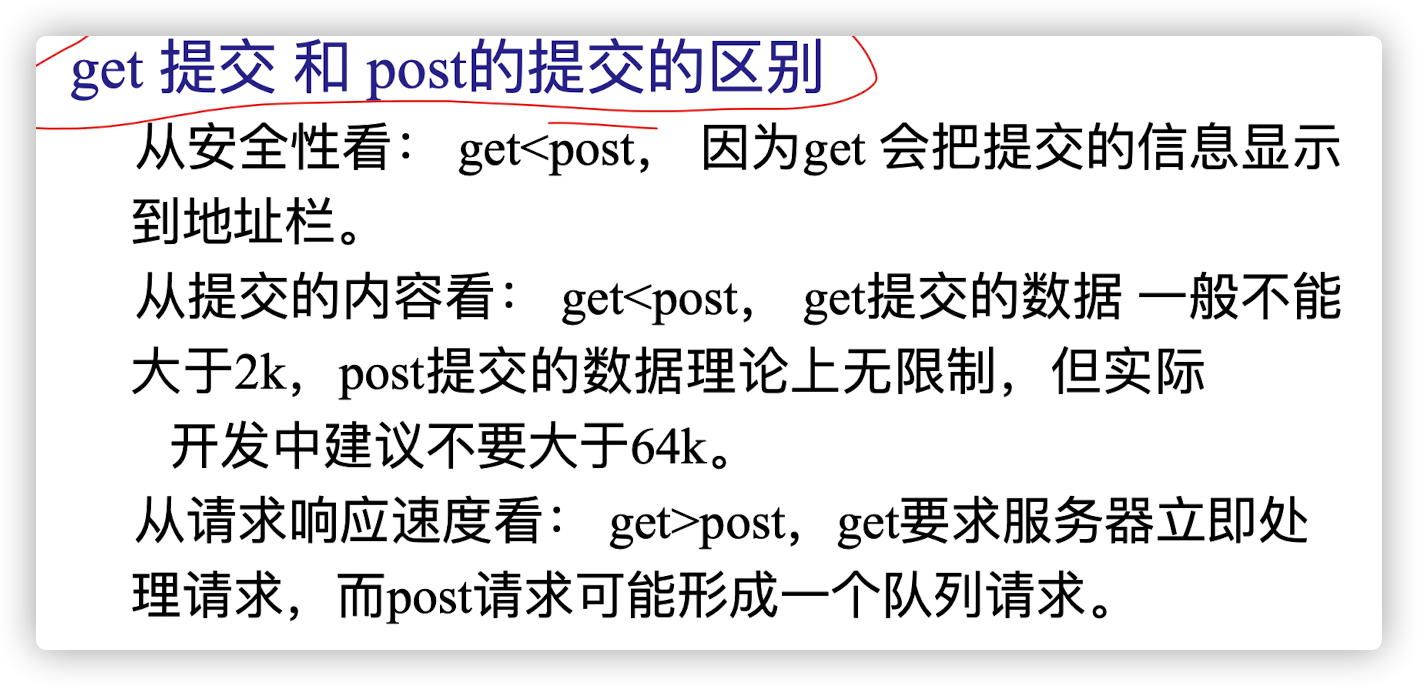 get 提交 和 post的提交的区别
从安全性看： get<post， 因为get 会把提交的信息显示
到地址栏。
从提交的内容看： get<post， get提交的数据 一般不能
大于2k，post提交的数据理论上无限制，但实际
开发中建议不要大于64k。
从请求响应速度看： get>post，get要求服务器立即处
理请求，而post请求可能形成一个队列请求。